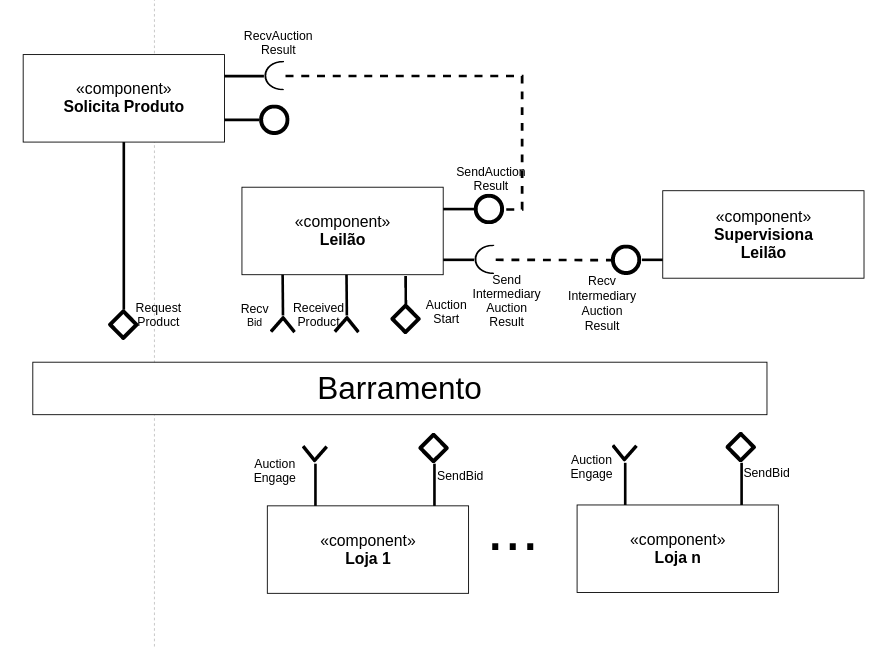 RecvAuction
Result
«component»
Solicita Produto
SendAuction
Result
«component»
Leilão
«component»
Supervisiona
Leilão
Request
Product
Recv
Bid
Received
Product
Auction
Start
Send
Intermediary
Auction
Result
Recv
Intermediary
Auction
Result
Barramento
Auction
Engage
SendBid
Auction
Engage
SendBid
«component»
Loja 1
...
«component»
Loja n